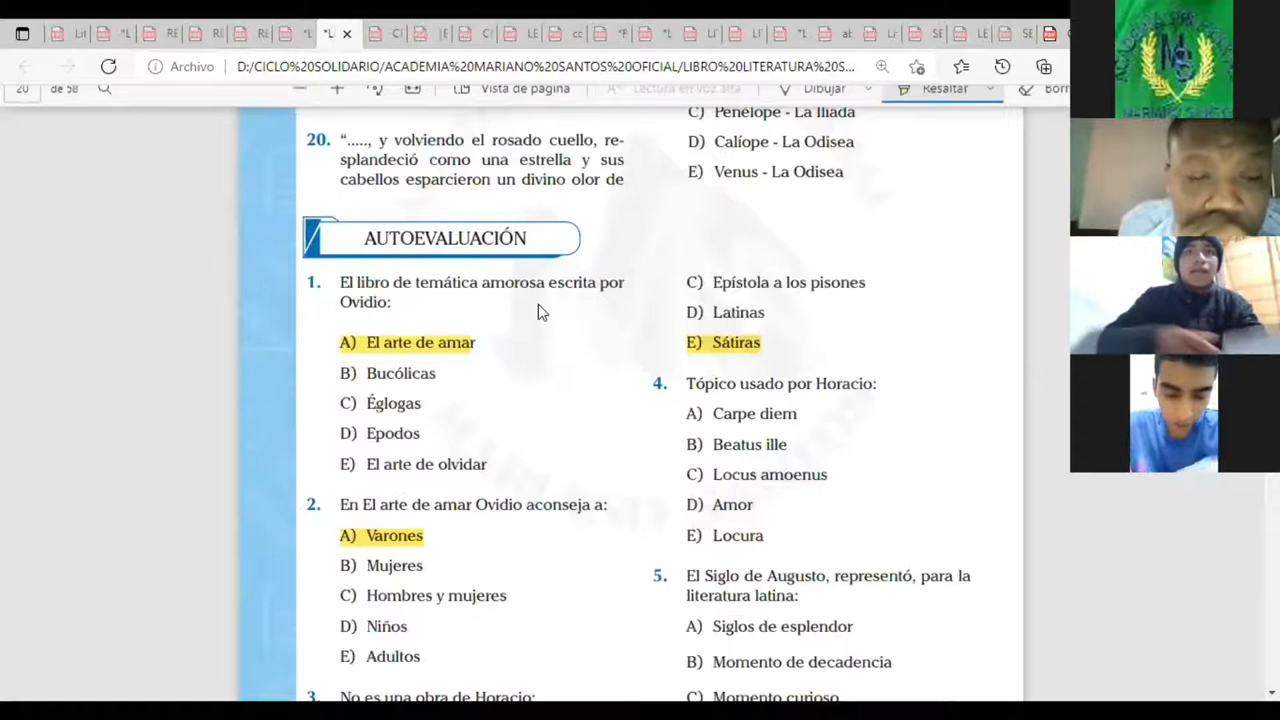 Archivo
D:/CICLO%20SOLIDARIO/ACADEMIA%20MARIANO%20SANTOS%20OFICIAL/LIBRO%20LITERATURA%20S...
20 de 58
Vista de página
Lectura en voz alta
Dibujar
Resaltar
Borr
20. “....., y volviendo el rosado cuello, re-
splandeció como una estrella y sus
cabellos esparcieron un divino olor de
C) Penélope - La Ilíada
D) Calíope - La Odisea
E) Venus - La Odisea
AUTOEVALUACIÓN
1. El libro de temática amorosa escrita por
Ovidio:
A) El arte de amar
B) Bucólicas
C) Églogas
D) Epodos
E) El arte de olvidar
2. En El arte de amar Ovidio aconseja a:
A) Varones
B) Mujeres
C) Hombres y mujeres
D) Niños
E) Adultos
3. No es una obra de Horacio:
C) Epístola a los pisones
D) Latinas
E) Sátiras
4. Tópico usado por Horacio:
A) Carpe diem
B) Beatus ille
C) Locus amoenus
D) Amor
E) Locura
5. El Siglo de Augusto, representó, para la
literatura latina:
A) Siglos de esplendor
B) Momento de decadencia
C) Momento curioso